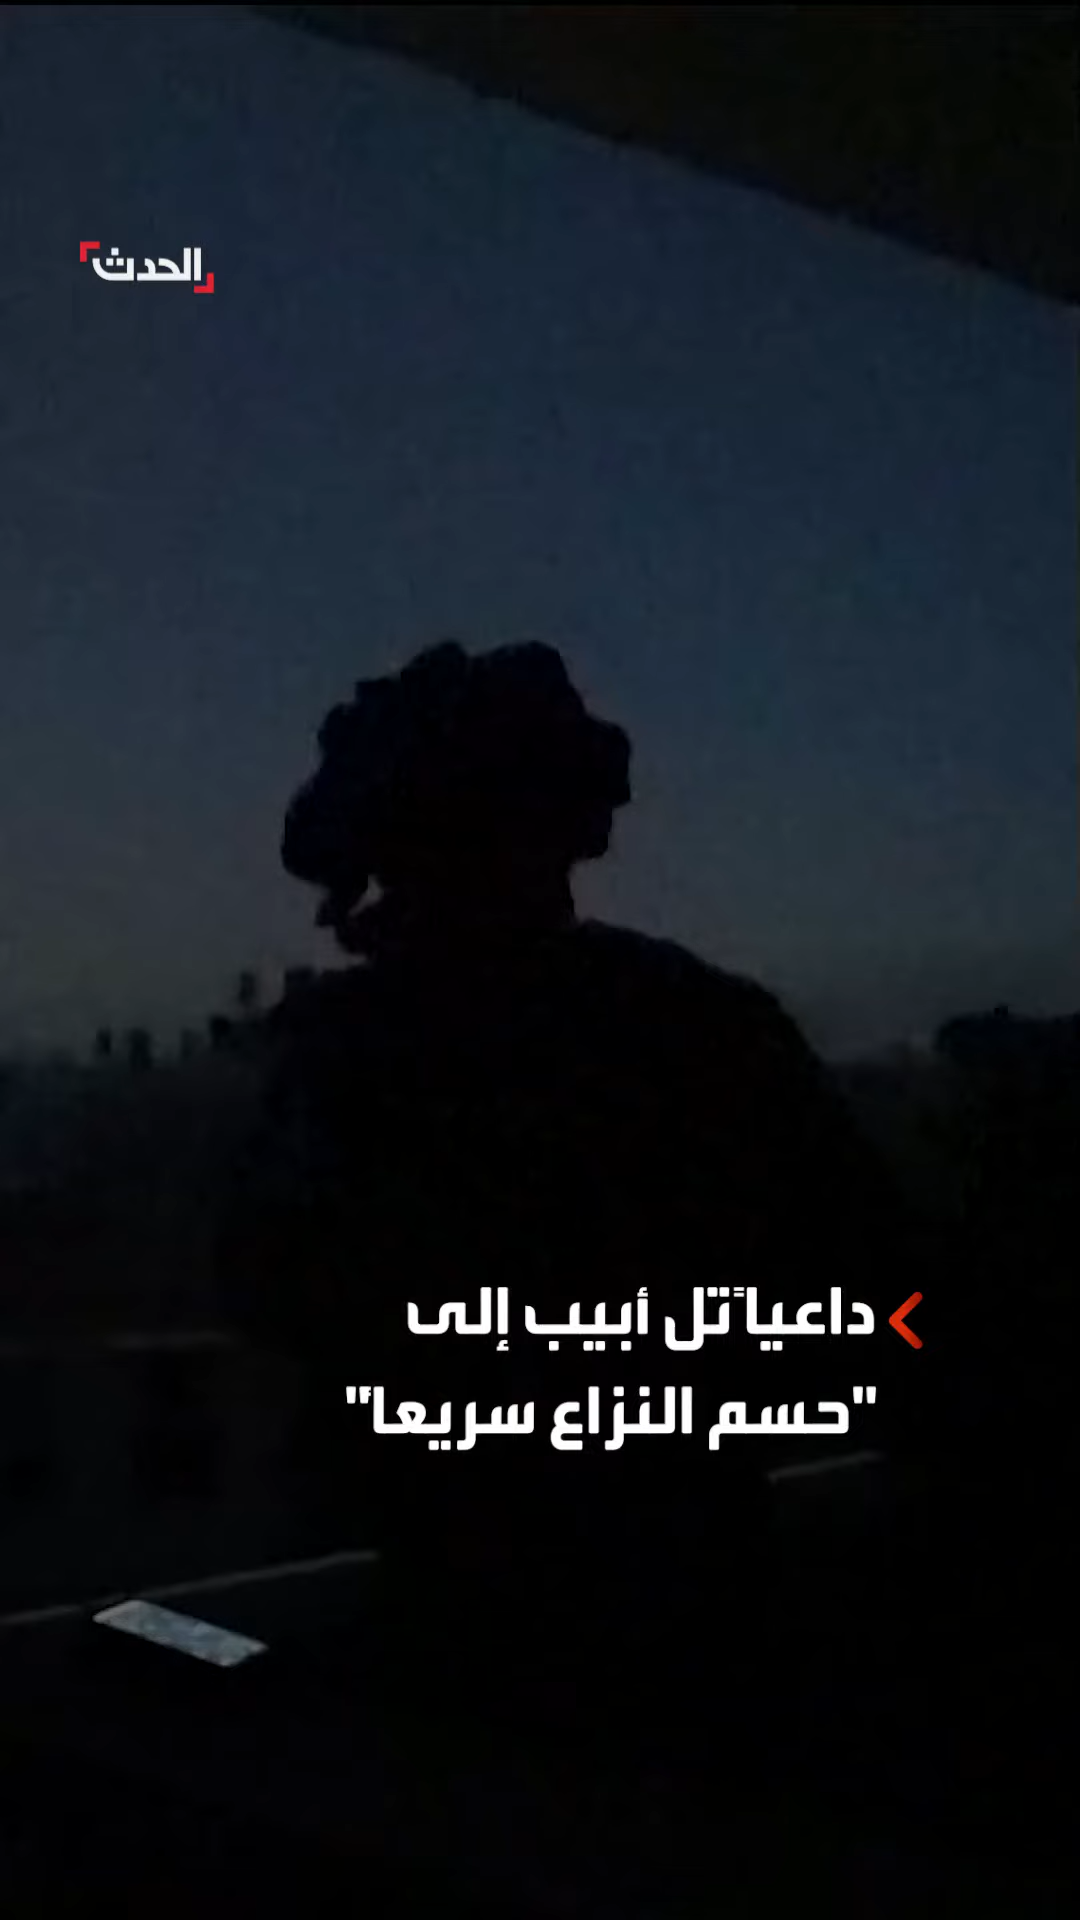 الحدث
داعياً تل أبيب إلى
"حسم النزاع سريعاً"